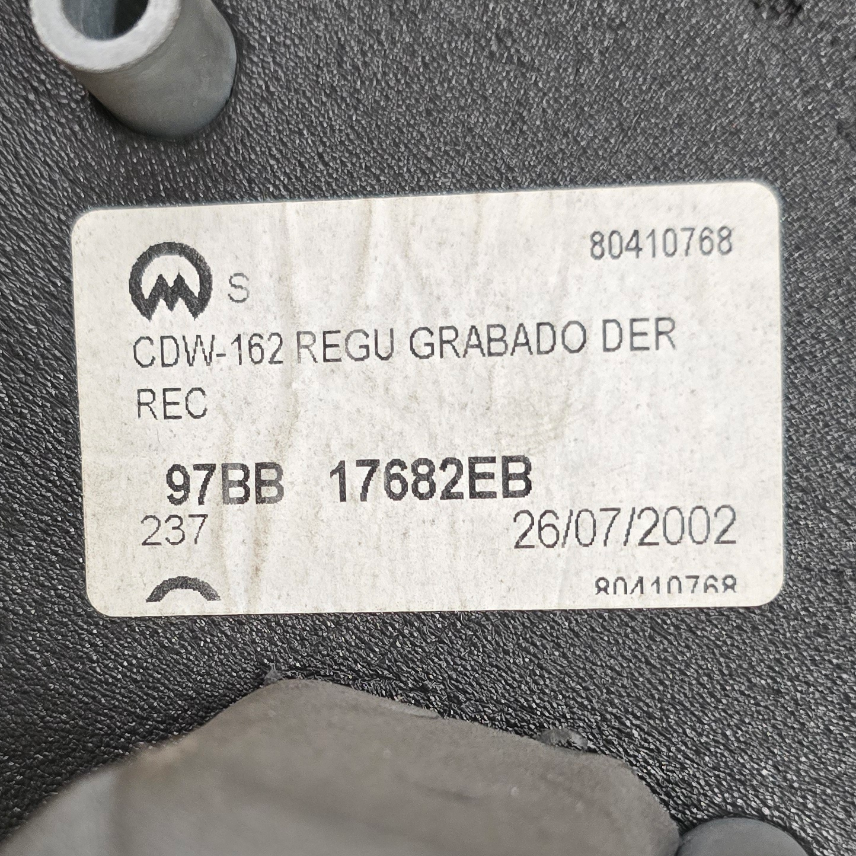 80410768
S
CDW-162 REGU GRABADO DER
REC
97BB 17682EB
237 26/07/2002
80410768